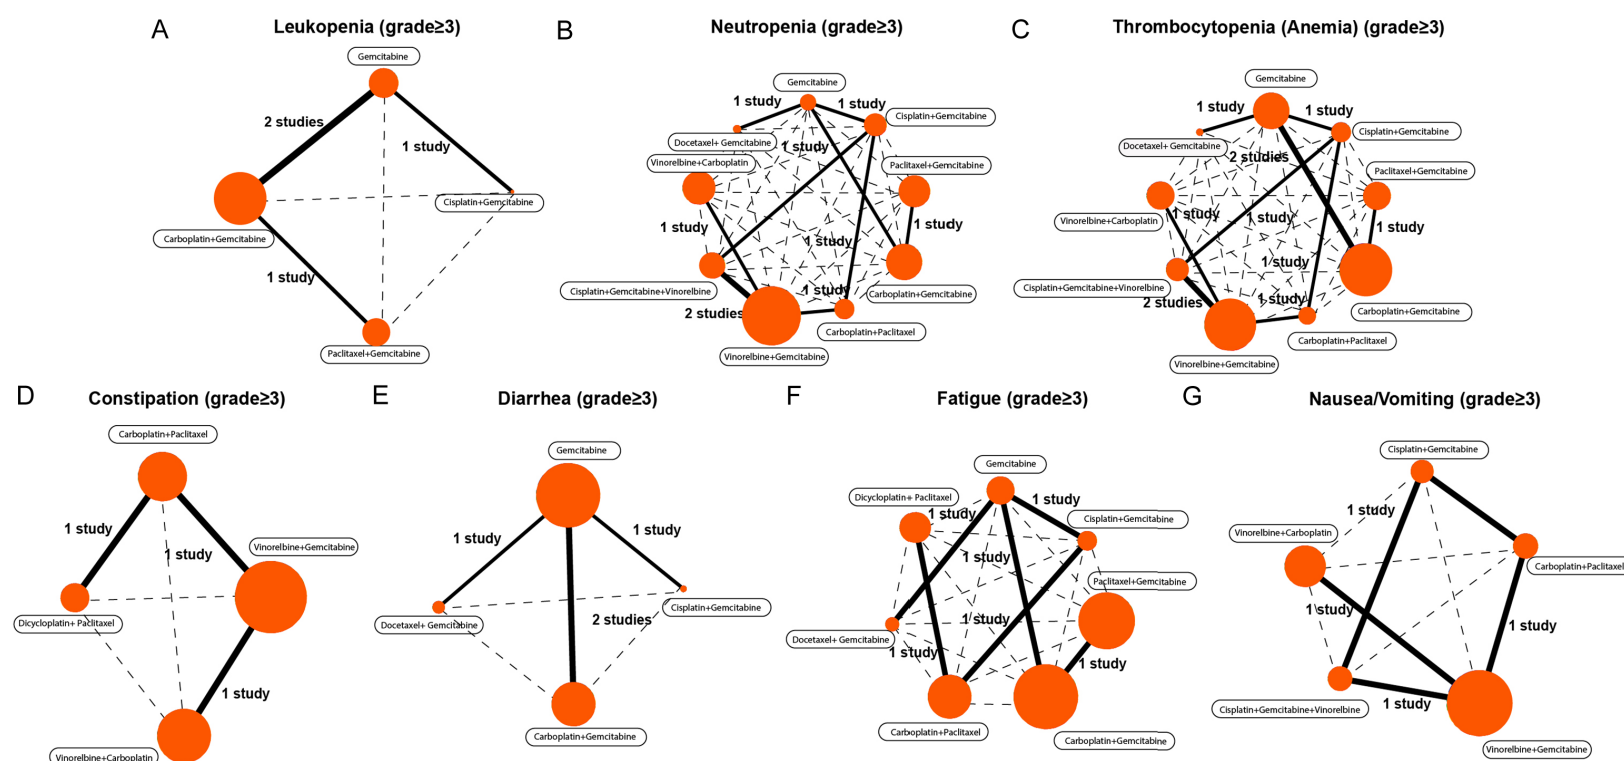 A
Leukopenia (grade≥3)
Gemcitabine
2 studies
1 study
Cisplatin+Gemcitabine
Carboplatin+Gemcitabine
1 study
Paclitaxel+Gemcitabine
B
Neutropenia (grade≥3)
Gemcitabine
1 study
1 study
Cisplatin+Gemcitabine
Docetaxel+ Gemcitabine
1 study
Vinorelbine+Carboplatin
Paclitaxel+Gemcitabine
1 study
1 study
1 study
Cisplatin+Gemcitabine+Vinorelbine
1 study
Carboplatin+Gemcitabine
2 studies
Carboplatin+Paclitaxel
Vinorelbine+Gemcitabine
C
Thrombocytopenia (Anemia) (grade≥3)
Gemcitabine
1 study
1 study
Cisplatin+Gemcitabine
Docetaxel+ Gemcitabine
2 studies
Paclitaxel+Gemcitabine
Vinorelbine+Carboplatin
1 study
1 study
1 study
1 study
Cisplatin+Gemcitabine+Vinorelbine
2 studies
1 study
Carboplatin+Gemcitabine
Carboplatin+Paclitaxel
Vinorelbine+Gemcitabine
D
Constipation (grade≥3)
Carboplatin+Paclitaxel
1 study
1 study
Vinorelbine+Gemcitabine
Dicycloplatin+ Paclitaxel
1 study
Vinorelbine+Carboplatin
E
Diarrhea (grade≥3)
Gemcitabine
1 study
1 study
Cisplatin+Gemcitabine
Docetaxel+ Gemcitabine
2 studies
Carboplatin+Gemcitabine
F
Fatigue (grade≥3)
Gemcitabine
Dicycloplatin+ Paclitaxel
1 study
1 study
Cisplatin+Gemcitabine
1 study
Paclitaxel+Gemcitabine
1 study
Docetaxel+ Gemcitabine
1 study
1 study
Carboplatin+Paclitaxel
Carboplatin+Gemcitabine
G
Nausea/Vomiting (grade≥3)
Cisplatin+Gemcitabine
1 study
Vinorelbine+Carboplatin
Carboplatin+Paclitaxel
1 study
1 study
1 study
Cisplatin+Gemcitabine+Vinorelbine
Vinorelbine+Gemcitabine